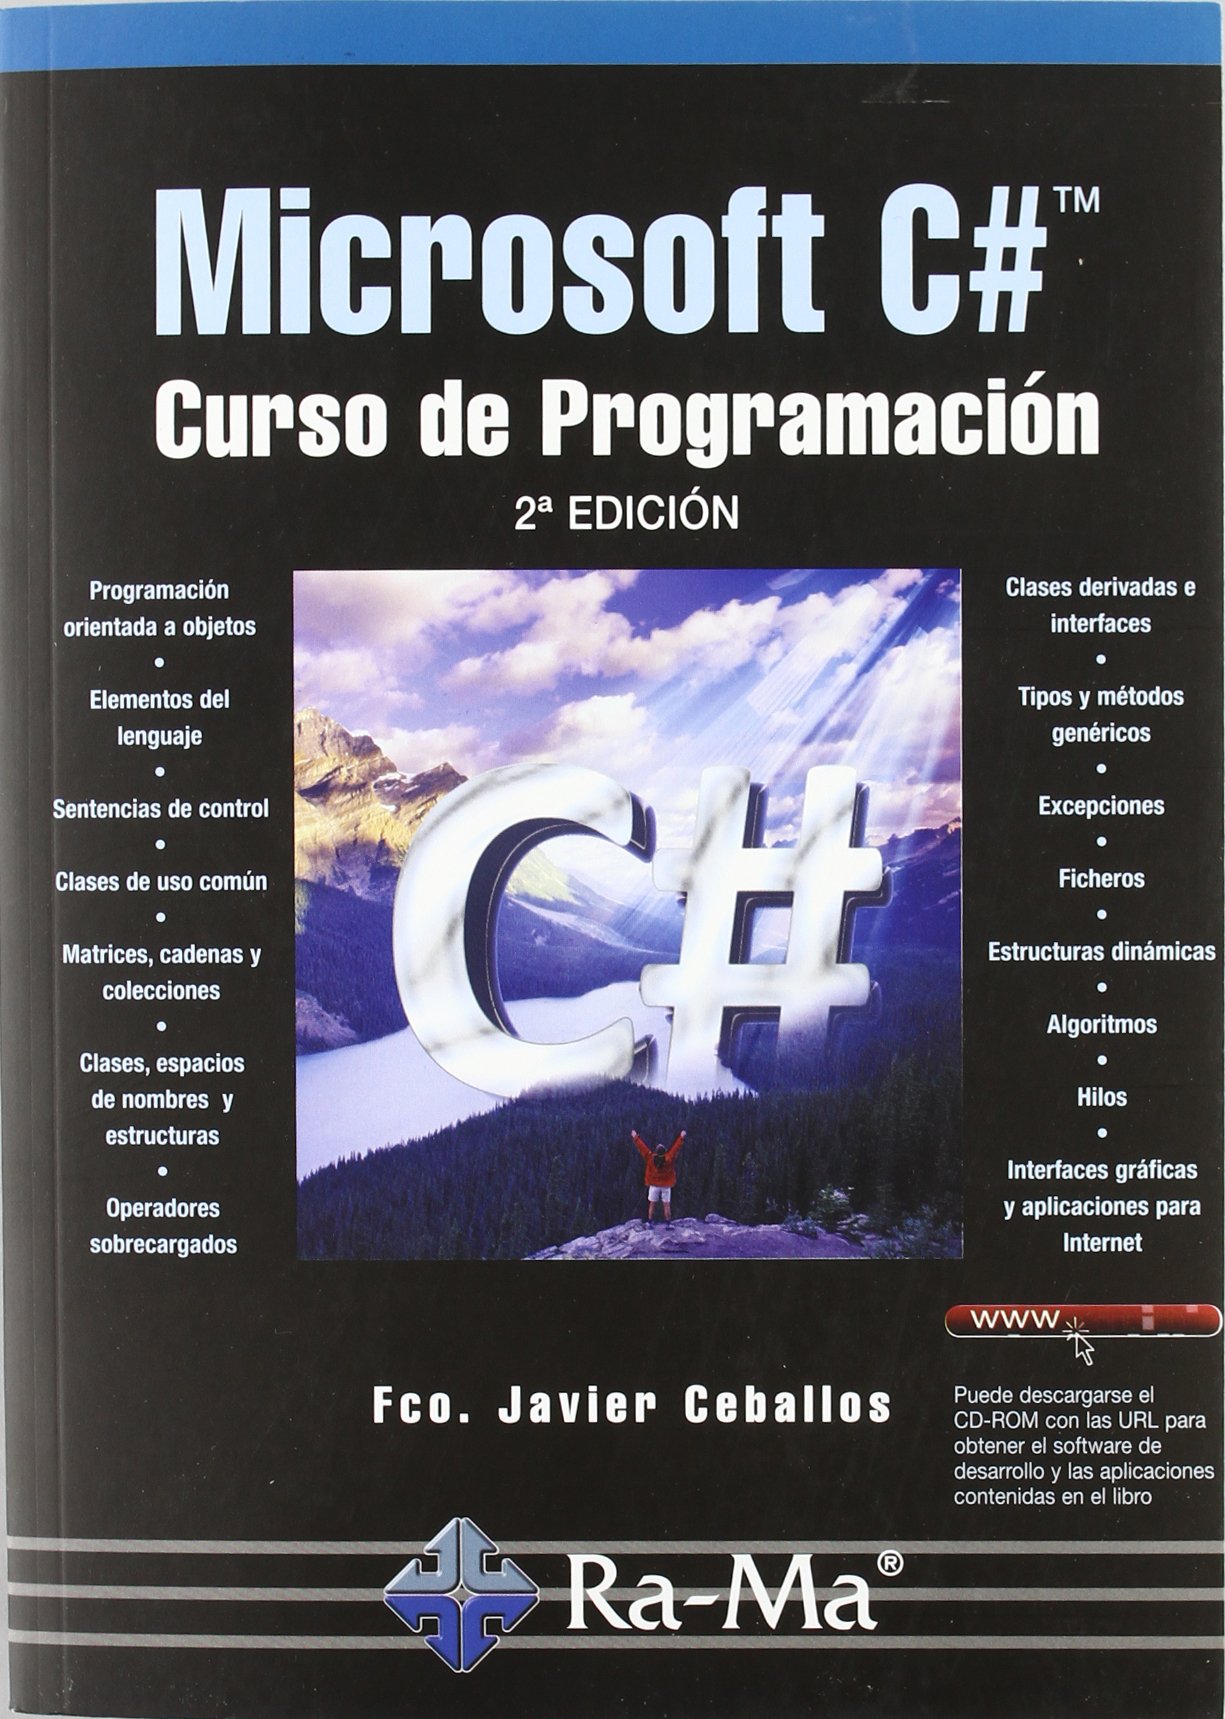 Microsoft C#™
Curso de Programación
2ª EDICIÓN
Programación
orientada a objetos
•
Elementos del
lenguaje
•
Sentencias de control
•
Clases de uso común
•
Matrices, cadenas y
colecciones
•
Clases, espacios
de nombres y
estructuras
•
Operadores
sobrecargados
C#
Clases derivadas e
interfaces
•
Tipos y métodos
genéricos
•
Excepciones
•
Ficheros
•
Estructuras dinámicas
•
Algoritmos
•
Hilos
•
Interfaces gráficas
y aplicaciones para
Internet
www
Fco. Javier Ceballos
Puede descargarse el
CD-ROM con las URL para
obtener el software de
desarrollo y las aplicaciones
contenidas en el libro
Ra-Ma®